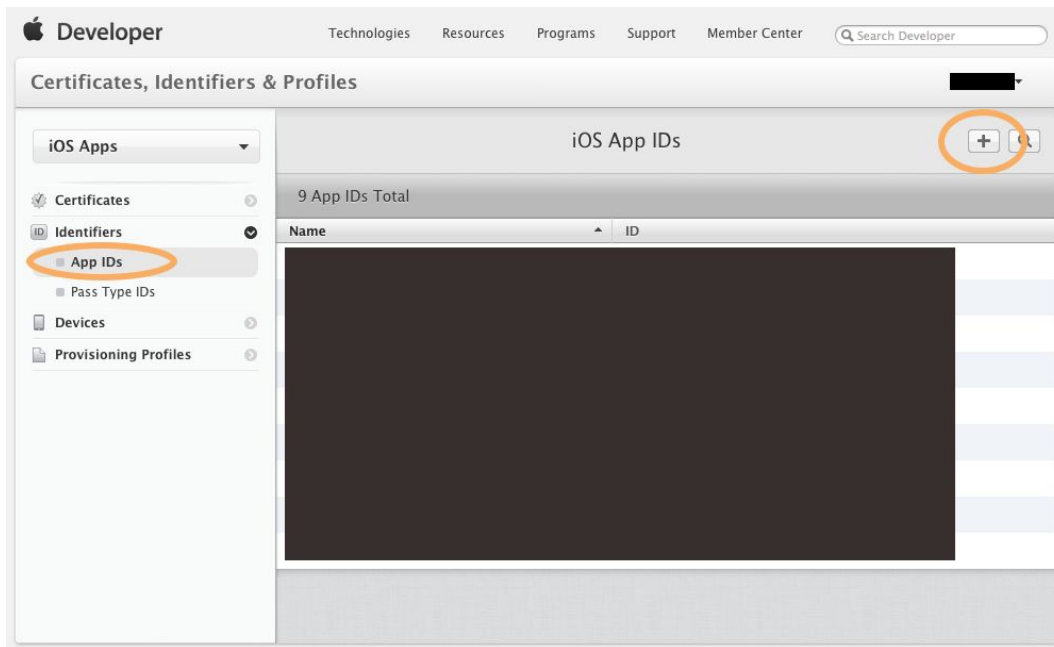 Developer Technologies Resources Programs Support Member Center Search Developer
Certificates, Identifiers & Profiles
iOS Apps
Certificates
ID Identifiers
App IDs
Pass Type IDs
Devices
Provisioning Profiles
iOS App IDs
9 App IDs Total
Name ID